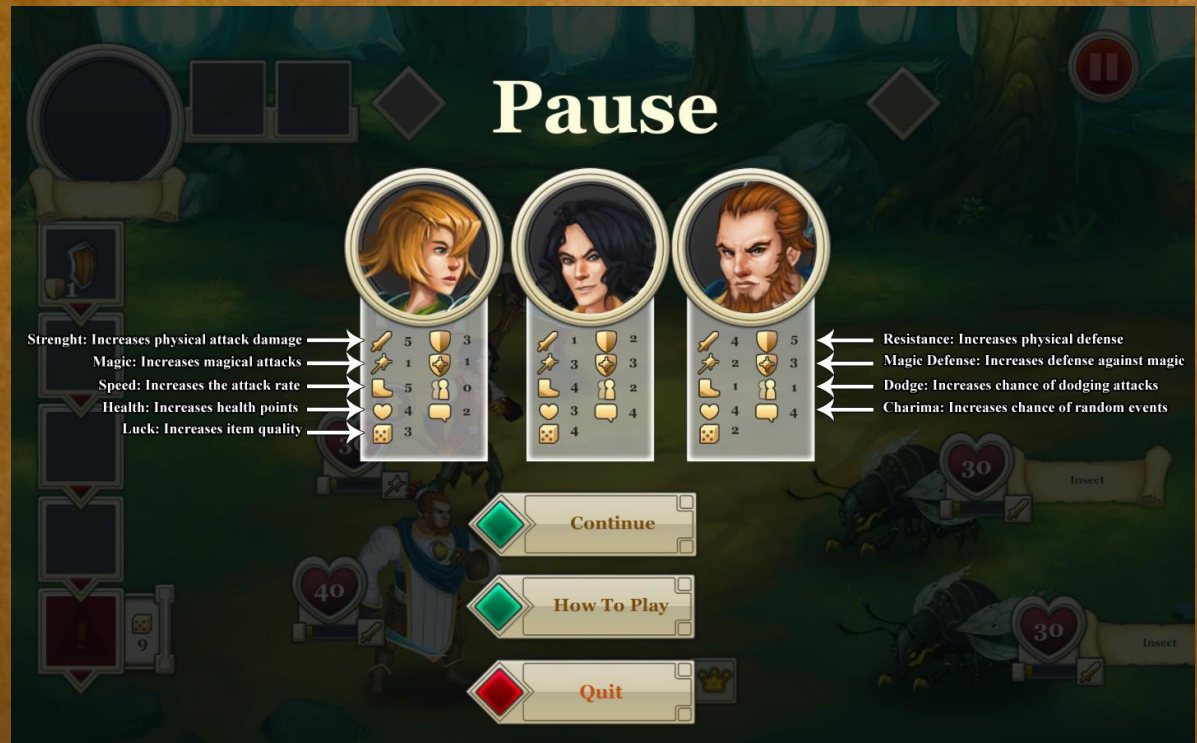 Pause
1
Strenght: Increases physical attack damage
Magic: Increases magical attacks
Speed: Increases the attack rate
Health: Increases health points
Luck: Increases item quality
5 3
1 1
5 0
4 2
3
1 2
3 3
4 2
3 4
4
4 5
2 3
1 1
4 4
2
Resistance: Increases physical defense
Magic Defense: Increases defense against magic
Dodge: Increases chance of dodging attacks
Charima: Increases chance of random events
30
Insect
Continue
40
How To Play
9
30
Insect
Quit